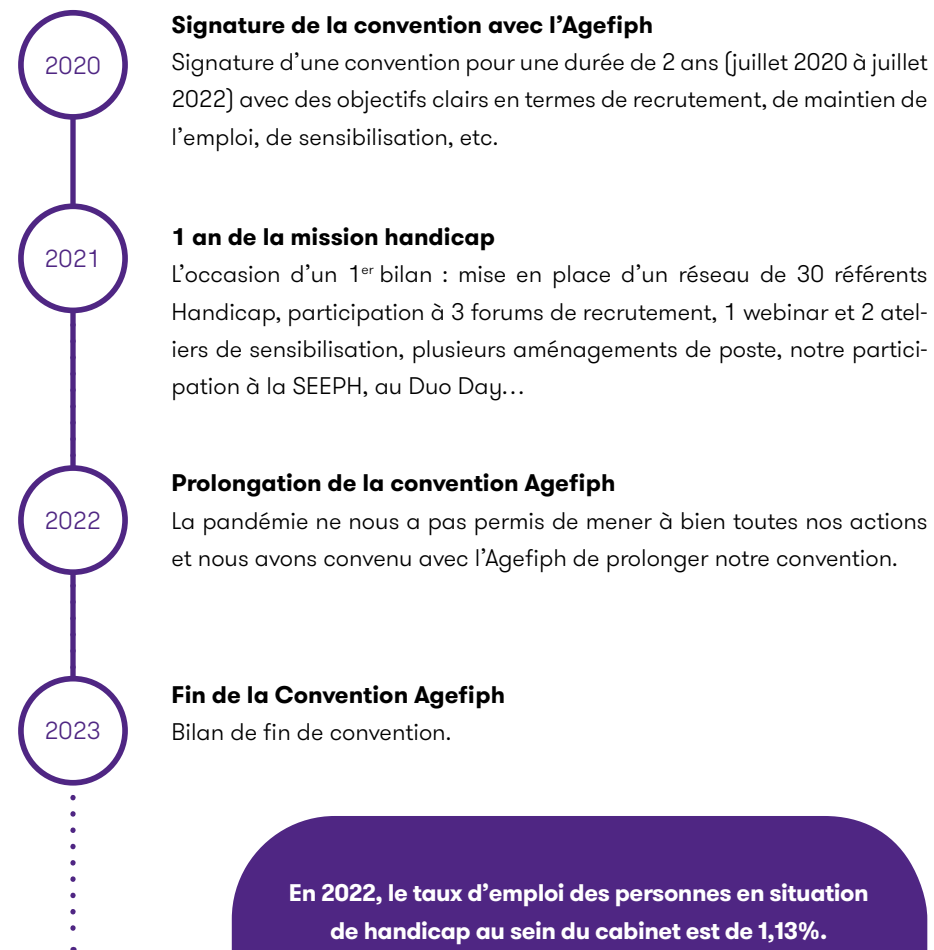 2020
Signature de la convention avec l’Agefiph
Signature d’une convention pour une durée de 2 ans (juillet 2020 à juillet
2022) avec des objectifs clairs en termes de recrutement, de maintien de
l’emploi, de sensibilisation, etc.
2021
1 an de la mission handicap
L’occasion d’un 1er bilan : mise en place d’un réseau de 30 référents
Handicap, participation à 3 forums de recrutement, 1 webinar et 2 atel-
iers de sensibilisation, plusieurs aménagements de poste, notre partici-
pation à la SEEPH, au Duo Day…
2022
Prolongation de la convention Agefiph
La pandémie ne nous a pas permis de mener à bien toutes nos actions
et nous avons convenu avec l’Agefiph de prolonger notre convention.
2023
Fin de la Convention Agefiph
Bilan de fin de convention.
En 2022, le taux d’emploi des personnes en situation
de handicap au sein du cabinet est de 1,13%.